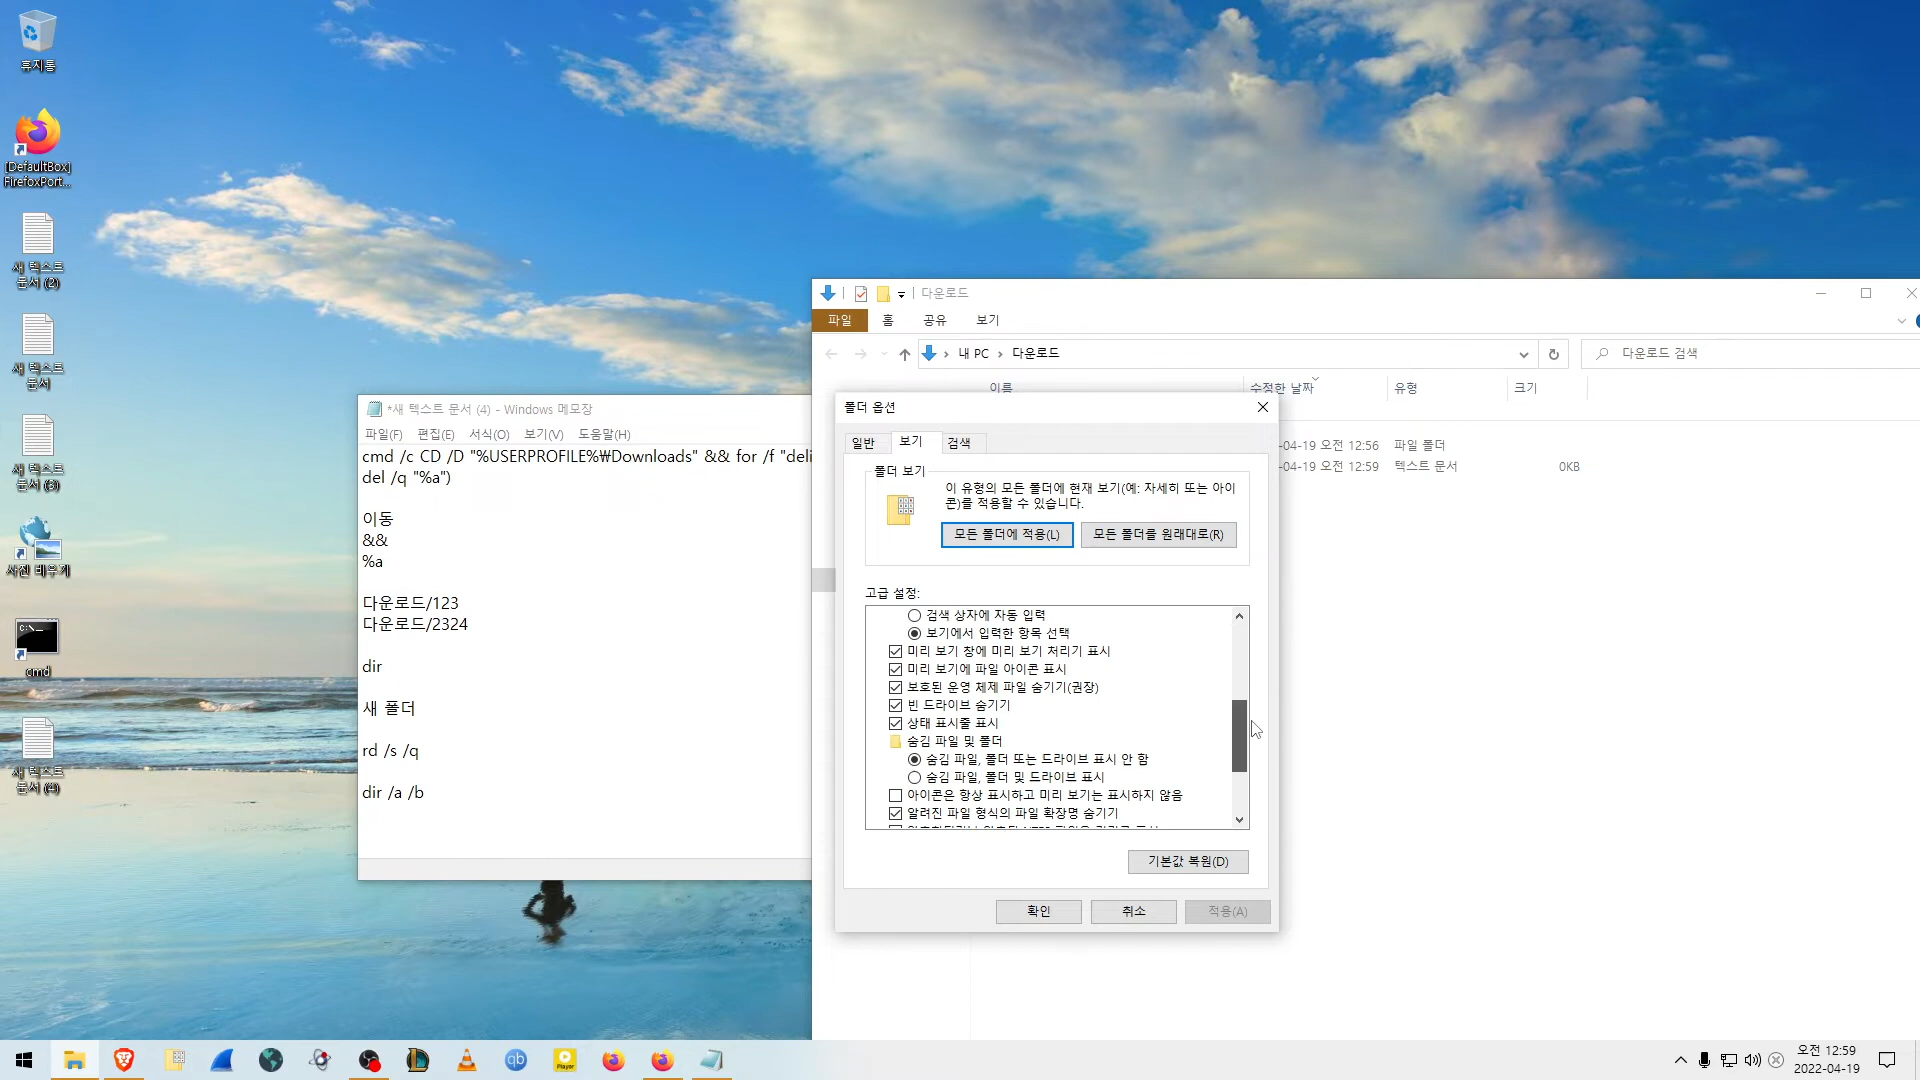 휴지통
[DefaultBox]
FirefoxPort...
새 텍스트
문서 (2)
새 텍스트
문서
새 텍스트
문서 (3)
사진 배우기
cmd
새 텍스트
문서 (4)
*새 텍스트 문서 (4) - Windows 메모장
파일(F) 편집(E) 서식(O) 보기(V) 도움말(H)
cmd /c CD /D "%USERPROFILE%₩Downloads" && for /f "deli
del /q "%a")
이동
&&
%a
다운로드/123
다운로드/2324
dir
새 폴더
rd /s /q
dir /a /b
다운로드
파일 홈 공유 보기
내 PC › 다운로드
다운로드 검색
이름 수정한 날짜 유형 크기
-04-19 오전 12:56 파일 폴더
-04-19 오전 12:59 텍스트 문서 0KB
폴더 옵션
일반 보기 검색
폴더 보기
이 유형의 모든 폴더에 현재 보기(예: 자세히 또는 아이
콘)를 적용할 수 있습니다.
모든 폴더에 적용(L) 모든 폴더를 원래대로(R)
고급 설정:
검색 상자에 자동 입력
보기에서 입력한 항목 선택
미리 보기 창에 미리 보기 처리기 표시
미리 보기에 파일 아이콘 표시
보호된 운영 체제 파일 숨기기(권장)
빈 드라이브 숨기기
상태 표시줄 표시
숨김 파일 및 폴더
숨김 파일, 폴더 또는 드라이브 표시 안 함
숨김 파일, 폴더 및 드라이브 표시
아이콘은 항상 표시하고 미리 보기는 표시하지 않음
알려진 파일 형식의 파일 확장명 숨기기
기본값 복원(D)
확인 취소 적용(A)
qb
Player
오전 12:59
2022-04-19